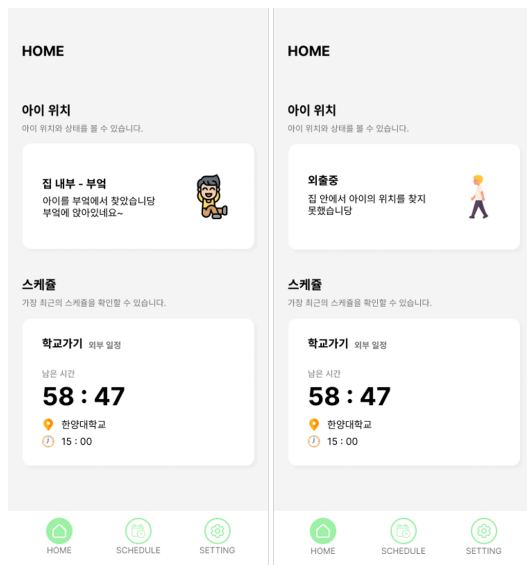 HOME
아이 위치
아이 위치와 상태를 볼 수 있습니다.
집 내부 - 부엌
아이를 부엌에서 찾았습니당
부엌에 앉아있네요~
스케쥴
가장 최근의 스케쥴을 확인할 수 있습니다.
학교가기 외부 일정
남은 시간
58 : 47
한양대학교
15 : 00
HOME SCHEDULE SETTING
HOME
아이 위치
아이 위치와 상태를 볼 수 있습니다.
외출중
집 안에서 아이의 위치를 찾지
못했습니당
스케쥴
가장 최근의 스케쥴을 확인할 수 있습니다.
학교가기 외부 일정
남은 시간
58 : 47
한양대학교
15 : 00
HOME SCHEDULE SETTING